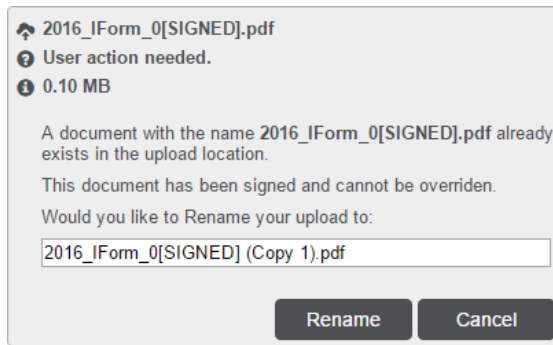 2016_IForm_0[SIGNED].pdf
User action needed.
0.10 MB
A document with the name 2016_IForm_0[SIGNED].pdf already
exists in the upload location.
This document has been signed and cannot be overriden.
Would you like to Rename your upload to:
2016_IForm_0[SIGNED] (Copy 1).pdf
Rename Cancel